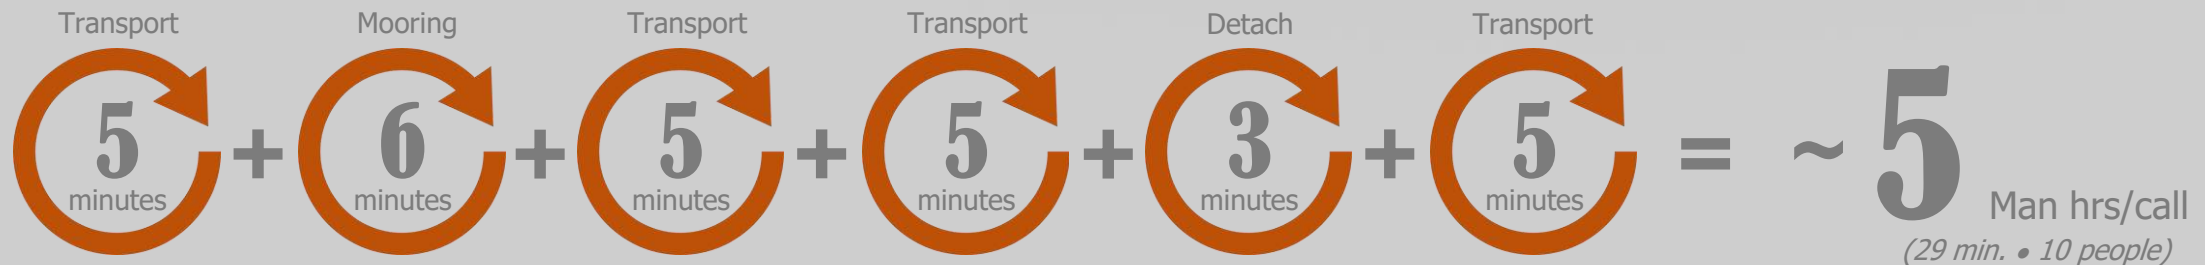 Transport Mooring Transport Transport Detach Transport
5 + 6 + 5 + 5 + 3 + 5 = ~ 5
minutes minutes minutes minutes minutes minutes Man hrs/call
(29 min. • 10 people)